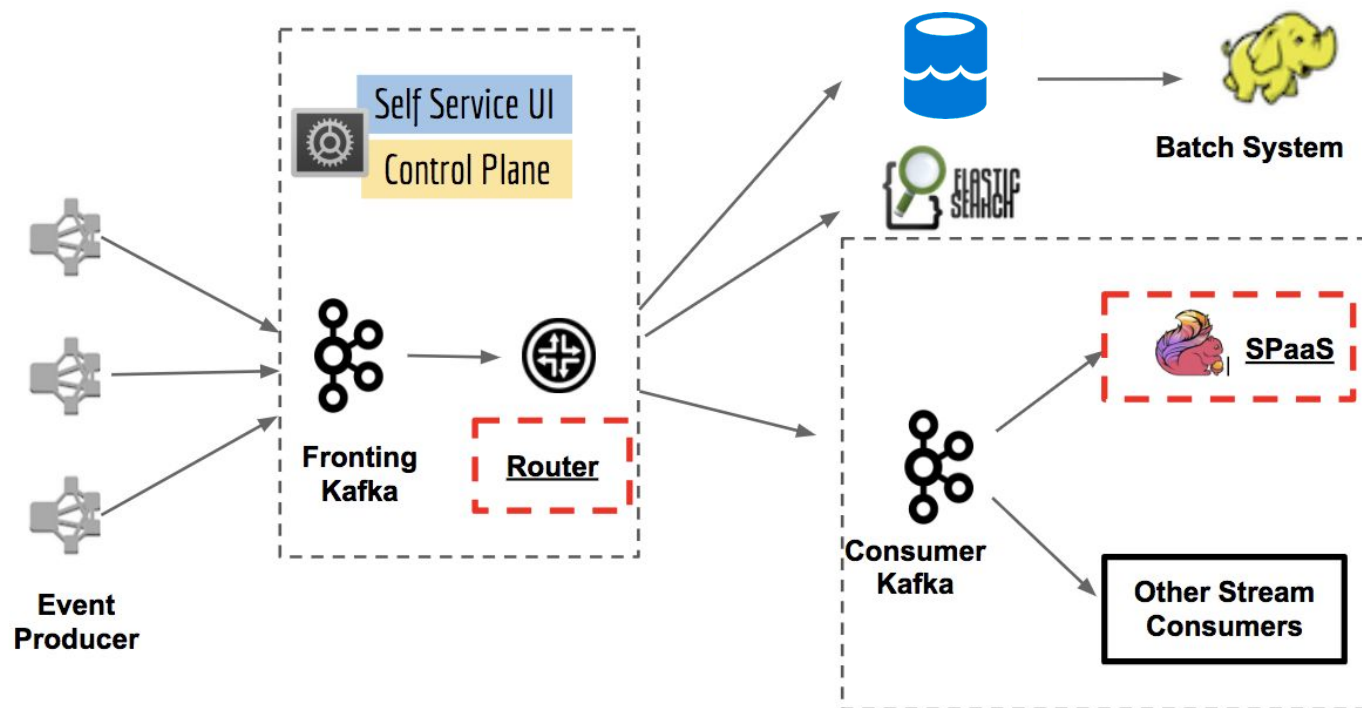 Self Service UI
Control Plane
Batch System
ELASTIC
SEARCH
SPaaS
Fronting
Kafka
Router
Consumer
Kafka
Event
Producer
Other Stream
Consumers